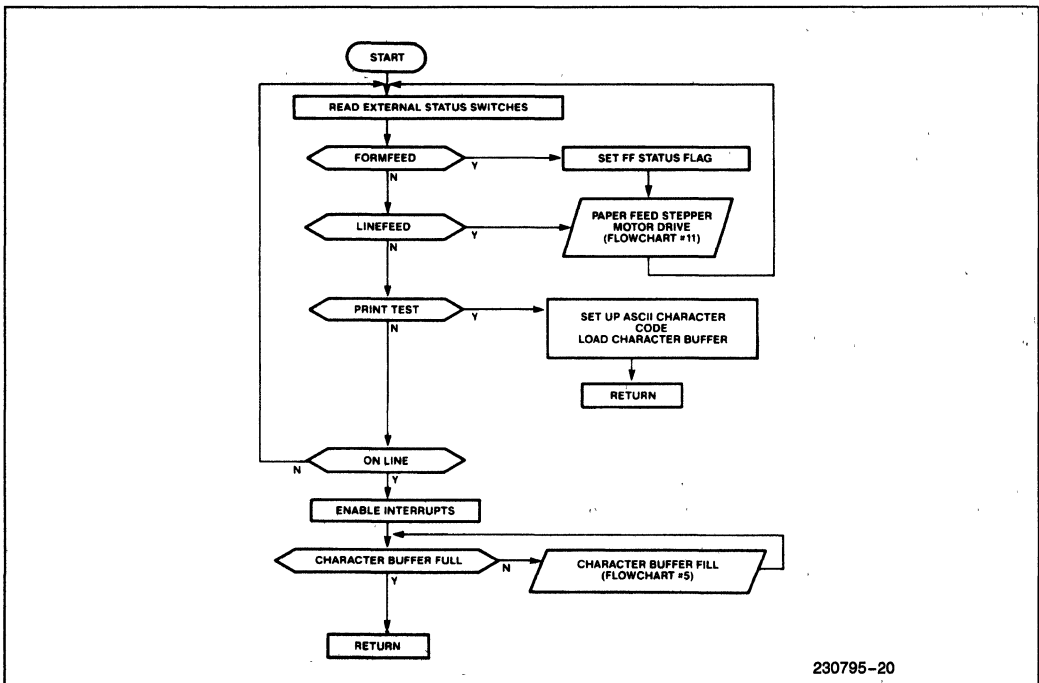 START
READ EXTERNAL STATUS SWITCHES
FORMFEED
Y
SET FF STATUS FLAG
N
LINEFEED
Y
PAPER FEED STEPPER
MOTOR DRIVE
(FLOWCHART #11)
N
PRINT TEST
Y
N
SET UP ASCII CHARACTER
CODE
LOAD CHARACTER BUFFER
RETURN
ON LINE
N
Y
ENABLE INTERRUPTS
CHARACTER BUFFER FULL
N
Y
CHARACTER BUFFER FILL
(FLOWCHART #5)
RETURN
230795-20